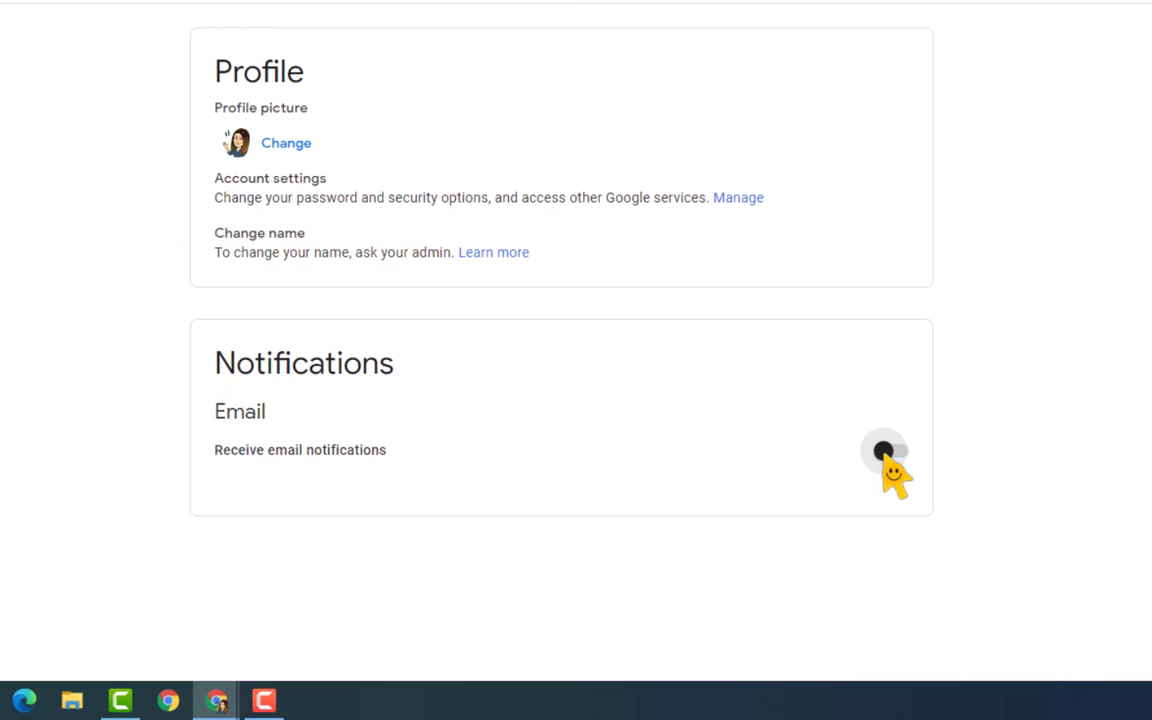 Profile
Profile picture
Change
Account settings
Change your password and security options, and access other Google services. Manage
Change name
To change your name, ask your admin. Learn more
Notifications
Email
Receive email notifications